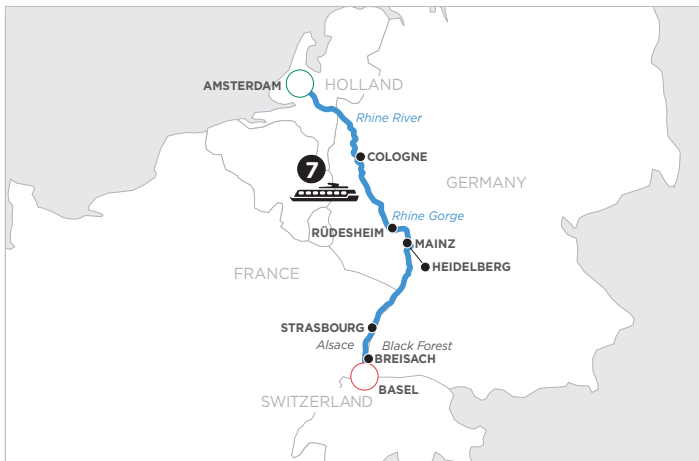 AMSTERDAM
HOLLAND
Rhine River
COLOGNE
7
GERMANY
Rhine Gorge
RÜDESHEIM
MAINZ
HEIDELBERG
FRANCE
STRASBOURG
Alsace
Black Forest
BREISACH
BASEL
SWITZERLAND